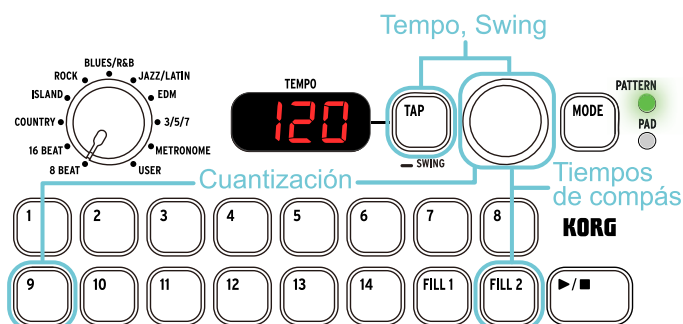 Tempo, Swing
BLUES/R&B
ROCK
JAZZ/LATIN
ISLAND
EDM
COUNTRY
3/5/7
16 BEAT
METRONOME
8 BEAT
USER
TEMPO
120
TAP
SWING
MODE
PATTERN
PAD
Cuantización
Tiempos
de compás
1 2 3 4 5 6 7 8
KORG
9 10 11 12 13 14 FILL 1 FILL 2 ▶/■